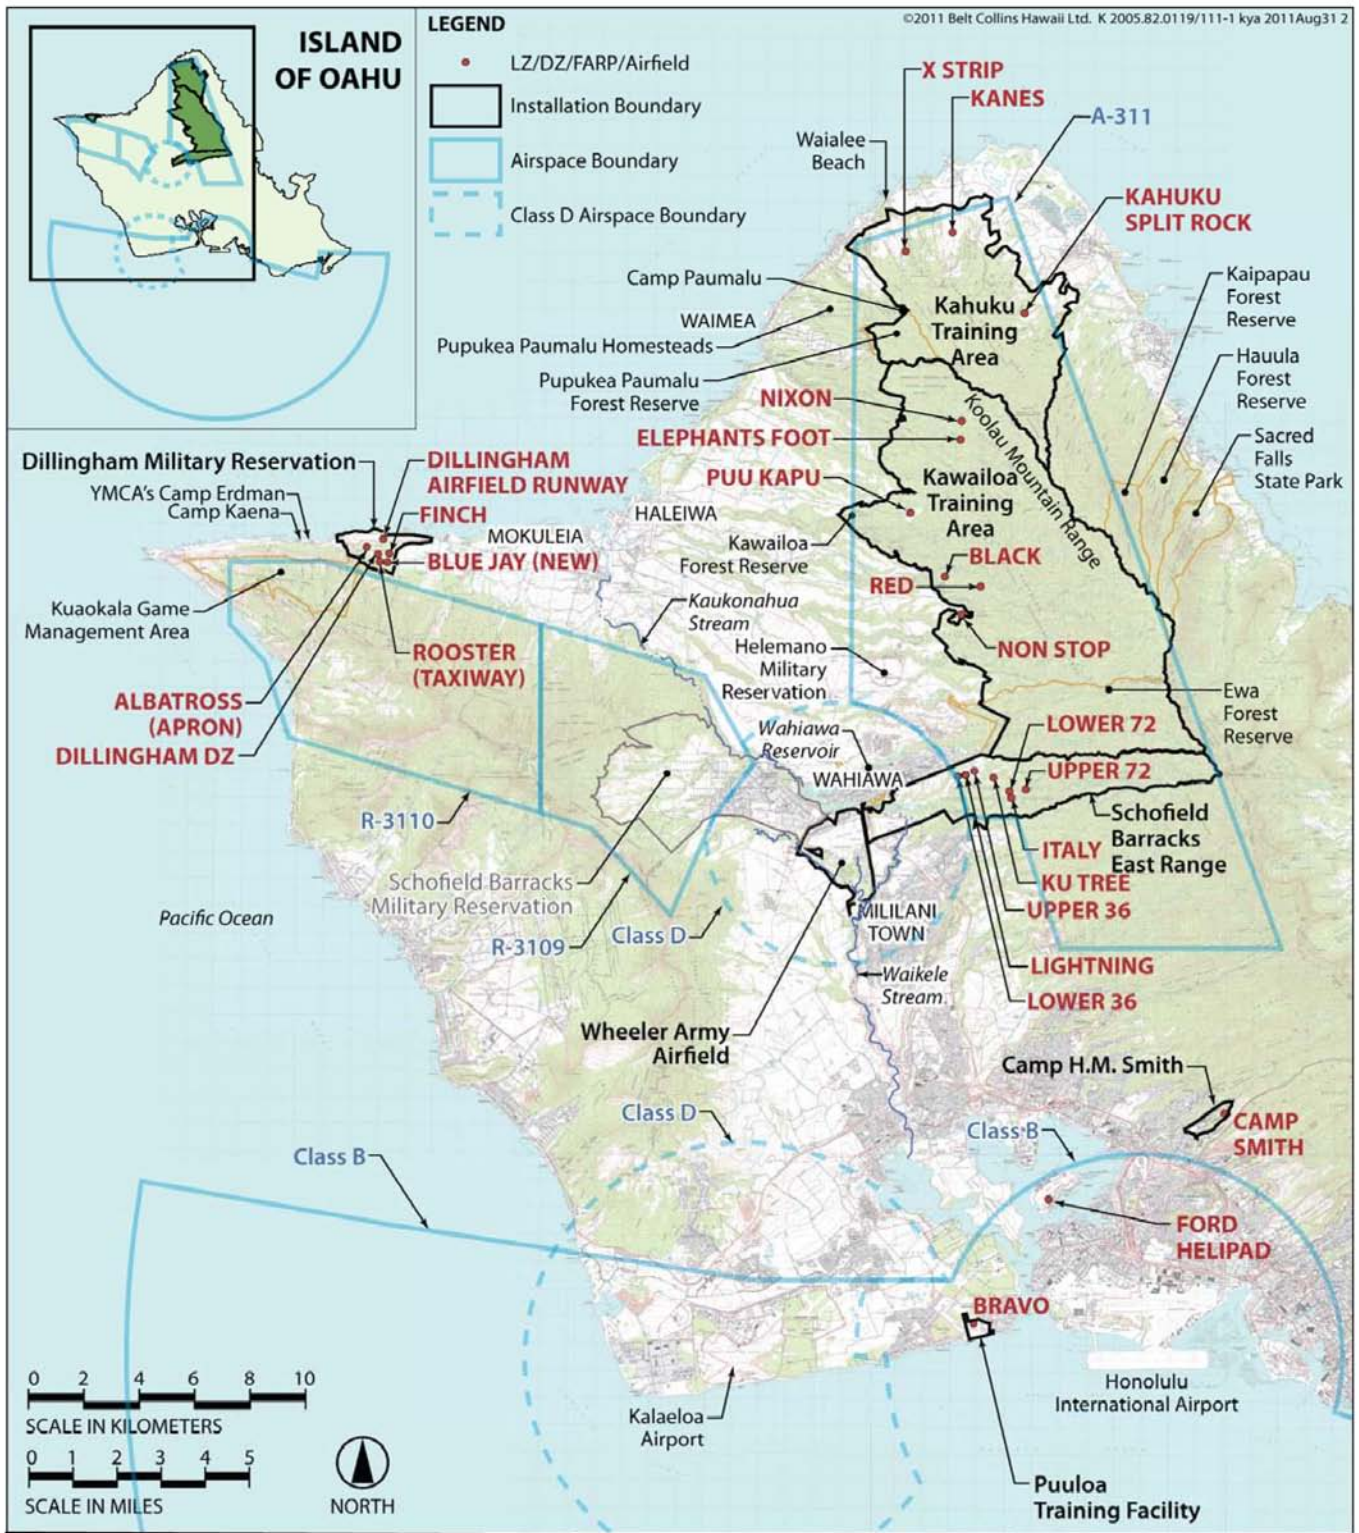 ©2011 Belt Collins Hawaii Ltd. K 2005.82.0119/111-1 kya 2011Aug31 2
ISLAND
OF OAHU
LEGEND
LZ/DZ/FARP/Airfield
Installation Boundary
Airspace Boundary
Class D Airspace Boundary
X STRIP
KANES
A-311
Waialee
Beach
KAHUKU
SPLIT ROCK
Camp Paumalu
Kahuku
Training
Area
Kaipapau
Forest
Reserve
WAIMEA
Pupukea Paumalu Homesteads
Pupukea Paumalu
Forest Reserve
Hauula
Forest
Reserve
NIXON
ELEPHANTS FOOT
Koolau Mountain Range
Sacred
Falls
State Park
PUU KAPU
Kawailoa
Training
Area
Dillingham Military Reservation
YMCA's Camp Erdman
Camp Kaena
DILLINGHAM
AIRFIELD RUNWAY
FINCH
BLUE JAY (NEW)
MOKULEIA
HALEIWA
Kawailoa
Forest Reserve
BLACK
RED
Kuaokala Game
Management Area
Kaukonahua
Stream
NON STOP
ROOSTER
(TAXIWAY)
Helemano
Military
Reservation
ALBATROSS
(APRON)
DILLINGHAM DZ
Ewa
Forest
Reserve
LOWER 72
Wahiawa
Reservoir
WAHIAWA
UPPER 72
R-3110
Schofield
Barracks
East Range
ITALY
KU TREE
UPPER 36
Schofield Barracks
Military Reservation
Pacific Ocean
R-3109
Class D
MILILANI
TOWN
LIGHTNING
Waikele
Stream
LOWER 36
Wheeler Army
Airfield
Camp H.M. Smith
CAMP
SMITH
Class D
Class B
Class B
FORD
HELIPAD
BRAVO
Honolulu
International Airport
Kalaeloa
Airport
Puuloa
Training Facility
0 2 4 6 8 10
SCALE IN KILOMETERS
0 1 2 3 4 5
SCALE IN MILES
NORTH